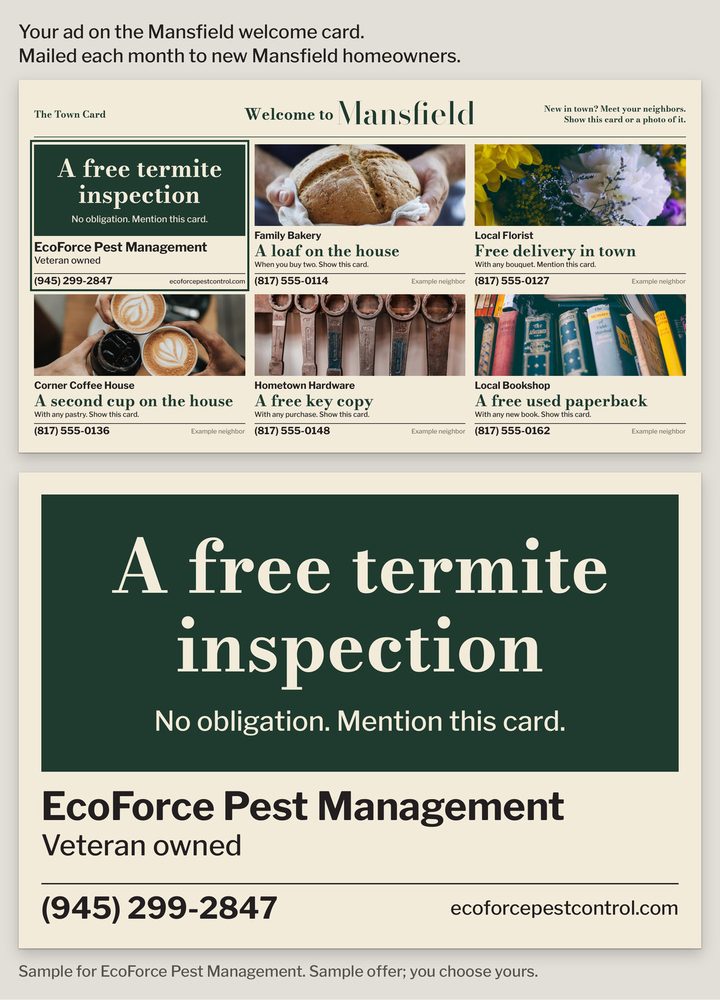 Your ad on the Mansfield welcome card.
Mailed each month to new Mansfield homeowners.
The Town Card
Welcome to Mansfield
New in town? Meet your neighbors.
Show this card or a photo of it.
A free termite
inspection
No obligation. Mention this card.
EcoForce Pest Management
Veteran owned
(945) 299-2847
ecoforcepestcontrol.com
Family Bakery
A loaf on the house
When you buy two. Show this card.
(817) 555-0114
Example neighbor
Local Florist
Free delivery in town
With any bouquet. Mention this card.
(817) 555-0127
Example neighbor
Corner Coffee House
A second cup on the house
With any pastry. Show this card.
(817) 555-0136
Example neighbor
Hometown Hardware
A free key copy
With any purchase. Show this card.
(817) 555-0148
Example neighbor
Local Bookshop
A free used paperback
With any new book. Show this card.
(817) 555-0162
Example neighbor
A free termite
inspection
No obligation. Mention this card.
EcoForce Pest Management
Veteran owned
(945) 299-2847
ecoforcepestcontrol.com
Sample for EcoForce Pest Management. Sample offer; you choose yours.